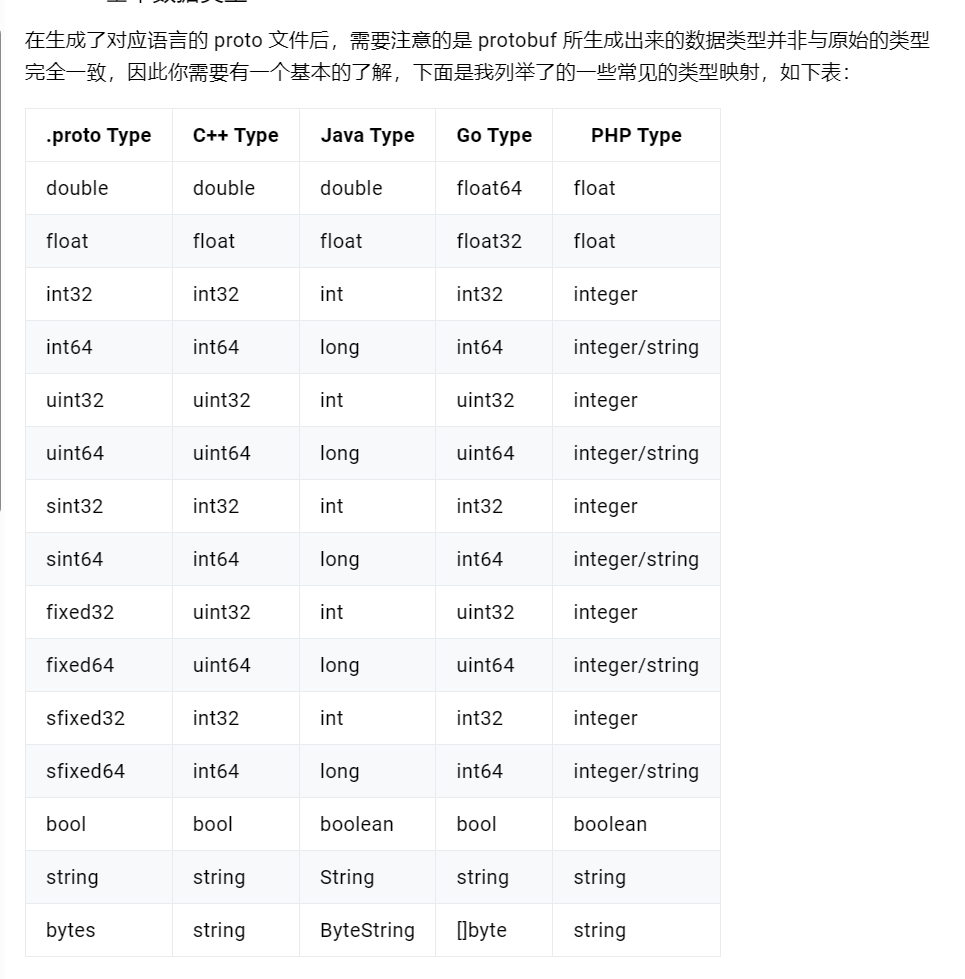 在生成了对应语言的 proto 文件后，需要注意的是 protobuf 所生成出来的数据类型并非与原始的类型
完全一致，因此你需要有一个基本的了解，下面是我列举了的一些常见的类型映射，如下表：
.proto Type C++ Type Java Type Go Type PHP Type
double double double float64 float
float float float float32 float
int32 int32 int int32 integer
int64 int64 long int64 integer/string
uint32 uint32 int uint32 integer
uint64 uint64 long uint64 integer/string
sint32 int32 int int32 integer
sint64 int64 long int64 integer/string
fixed32 uint32 int uint32 integer
fixed64 uint64 long uint64 integer/string
sfixed32 int32 int int32 integer
sfixed64 int64 long int64 integer/string
bool bool boolean bool boolean
string string String string string
bytes string ByteString []byte string